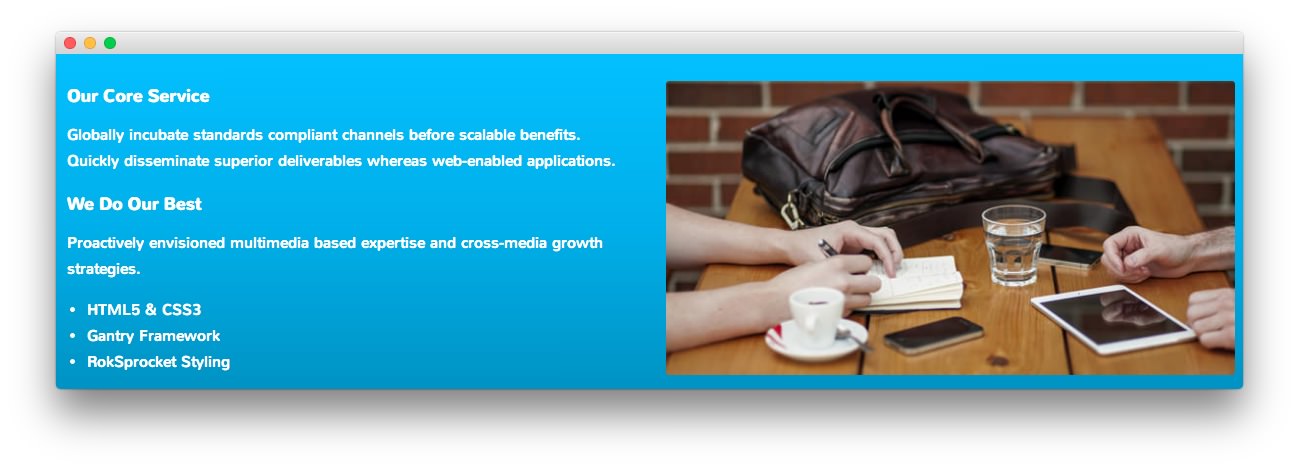 Our Core Service
Globally incubate standards compliant channels before scalable benefits.
Quickly disseminate superior deliverables whereas web-enabled applications.
We Do Our Best
Proactively envisioned multimedia based expertise and cross-media growth
strategies.
• HTML5 & CSS3
• Gantry Framework
• RokSprocket Styling